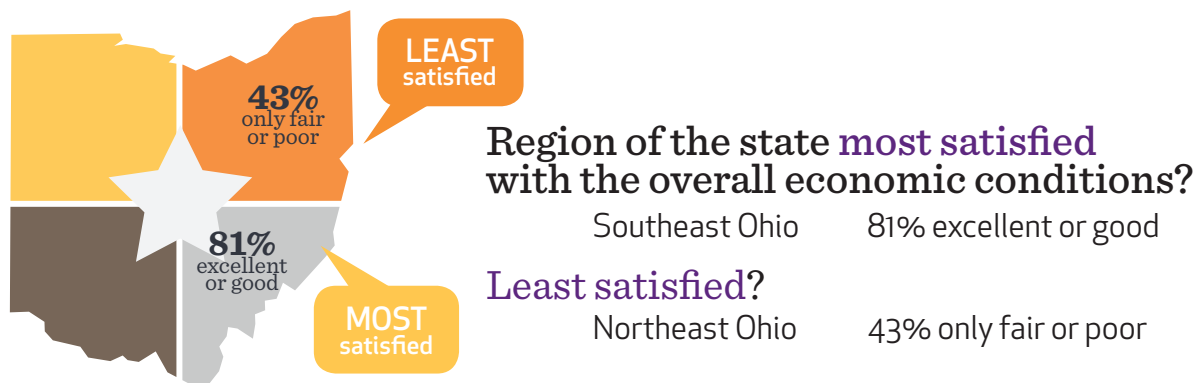 LEAST
satisfied
43%
only fair
or poor
81%
excellent
or good
MOST
satisfied
Region of the state most satisfied
with the overall economic conditions?
Southeast Ohio 81% excellent or good
Least satisfied?
Northeast Ohio 43% only fair or poor